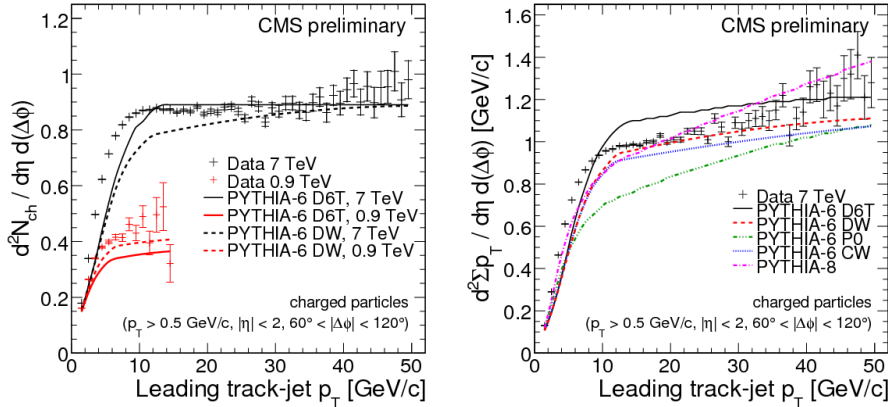 CMS preliminary
d²N_ch / dη d(Δϕ)
1.2
1
0.8
0.6
0.4
0.2
0
Data 7 TeV
Data 0.9 TeV
PYTHIA-6 D6T, 7 TeV
PYTHIA-6 D6T, 0.9 TeV
PYTHIA-6 DW, 7 TeV
PYTHIA-6 DW, 0.9 TeV
charged particles
(p_T > 0.5 GeV/c, |η| < 2, 60° < |Δϕ| < 120°)
0 10 20 30 40 50
Leading track-jet p_T [GeV/c]
CMS preliminary
d²Σp_T / dη d(Δϕ) [GeV/c]
1.6
1.4
1.2
1
0.8
0.6
0.4
0.2
0
Data 7 TeV
PYTHIA-6 D6T
PYTHIA-6 DW
PYTHIA-6 P0
PYTHIA-6 CW
PYTHIA-8
charged particles
(p_T > 0.5 GeV/c, |η| < 2, 60° < |Δϕ| < 120°)
0 10 20 30 40 50
Leading track-jet p_T [GeV/c]